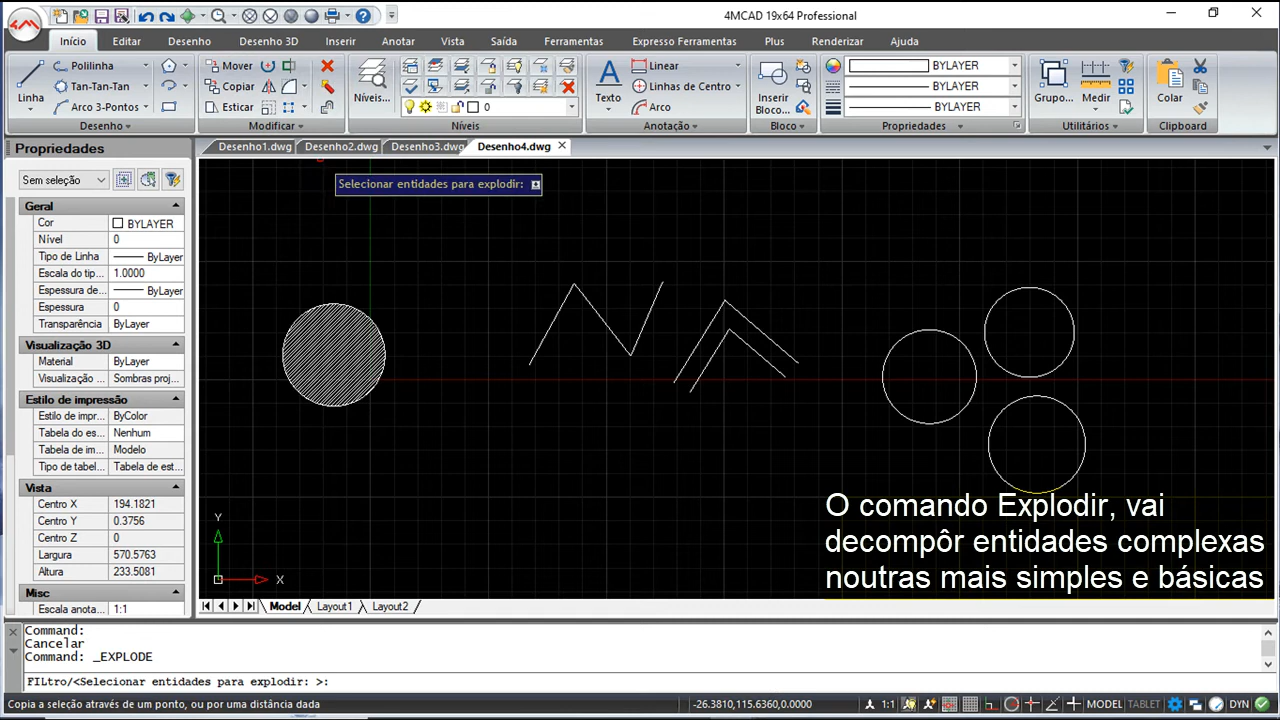 4MCAD 19x64 Professional
Início Editar Desenho Desenho 3D Inserir Anotar Vista Saída Ferramentas Expresso Ferramentas Plus Renderizar Ajuda
Linha
Polilinha
Tan-Tan-Tan
Arco 3-Pontos
Desenho
Mover
Copiar
Esticar
Modificar
Níveis...
0
Níveis
Texto
Linear
Linhas de Centro
Arco
Anotação
Inserir Bloco...
Bloco
BYLAYER
BYLAYER
BYLAYER
Propriedades
Grupo...
Medir
Utilitários
Colar
Clipboard
Propriedades
Desenho1.dwg Desenho2.dwg Desenho3.dwg Desenho4.dwg
Sem seleção
Selecionar entidades para explodir:
Geral
Cor BYLAYER
Nível 0
Tipo de Linha ByLayer
Escala do tip... 1.0000
Espessura de... ByLayer
Espessura 0
Transparência ByLayer
Visualização 3D
Material ByLayer
Visualização ... Sombras proj...
Estilo de impressão
Estilo de impr... ByColor
Tabela do es... Nenhum
Tabela de im... Modelo
Tipo de tabel... Tabela de est...
Vista
Centro X 194.1821
Centro Y 0.3756
Centro Z 0
Largura 570.5763
Altura 233.5081
Misc
Escala anota... 1:1
Y
X
O comando Explodir, vai
decompôr entidades complexas
noutras mais simples e básicas
Model Layout1 Layout2
Command:
Cancelar
Command: _EXPLODE
FILtro/<Selecionar entidades para explodir: >:
Copia a seleção através de um ponto, ou por uma distância dada
-26.3810,115.6360,0.0000
1:1
MODEL TABLET
DYN